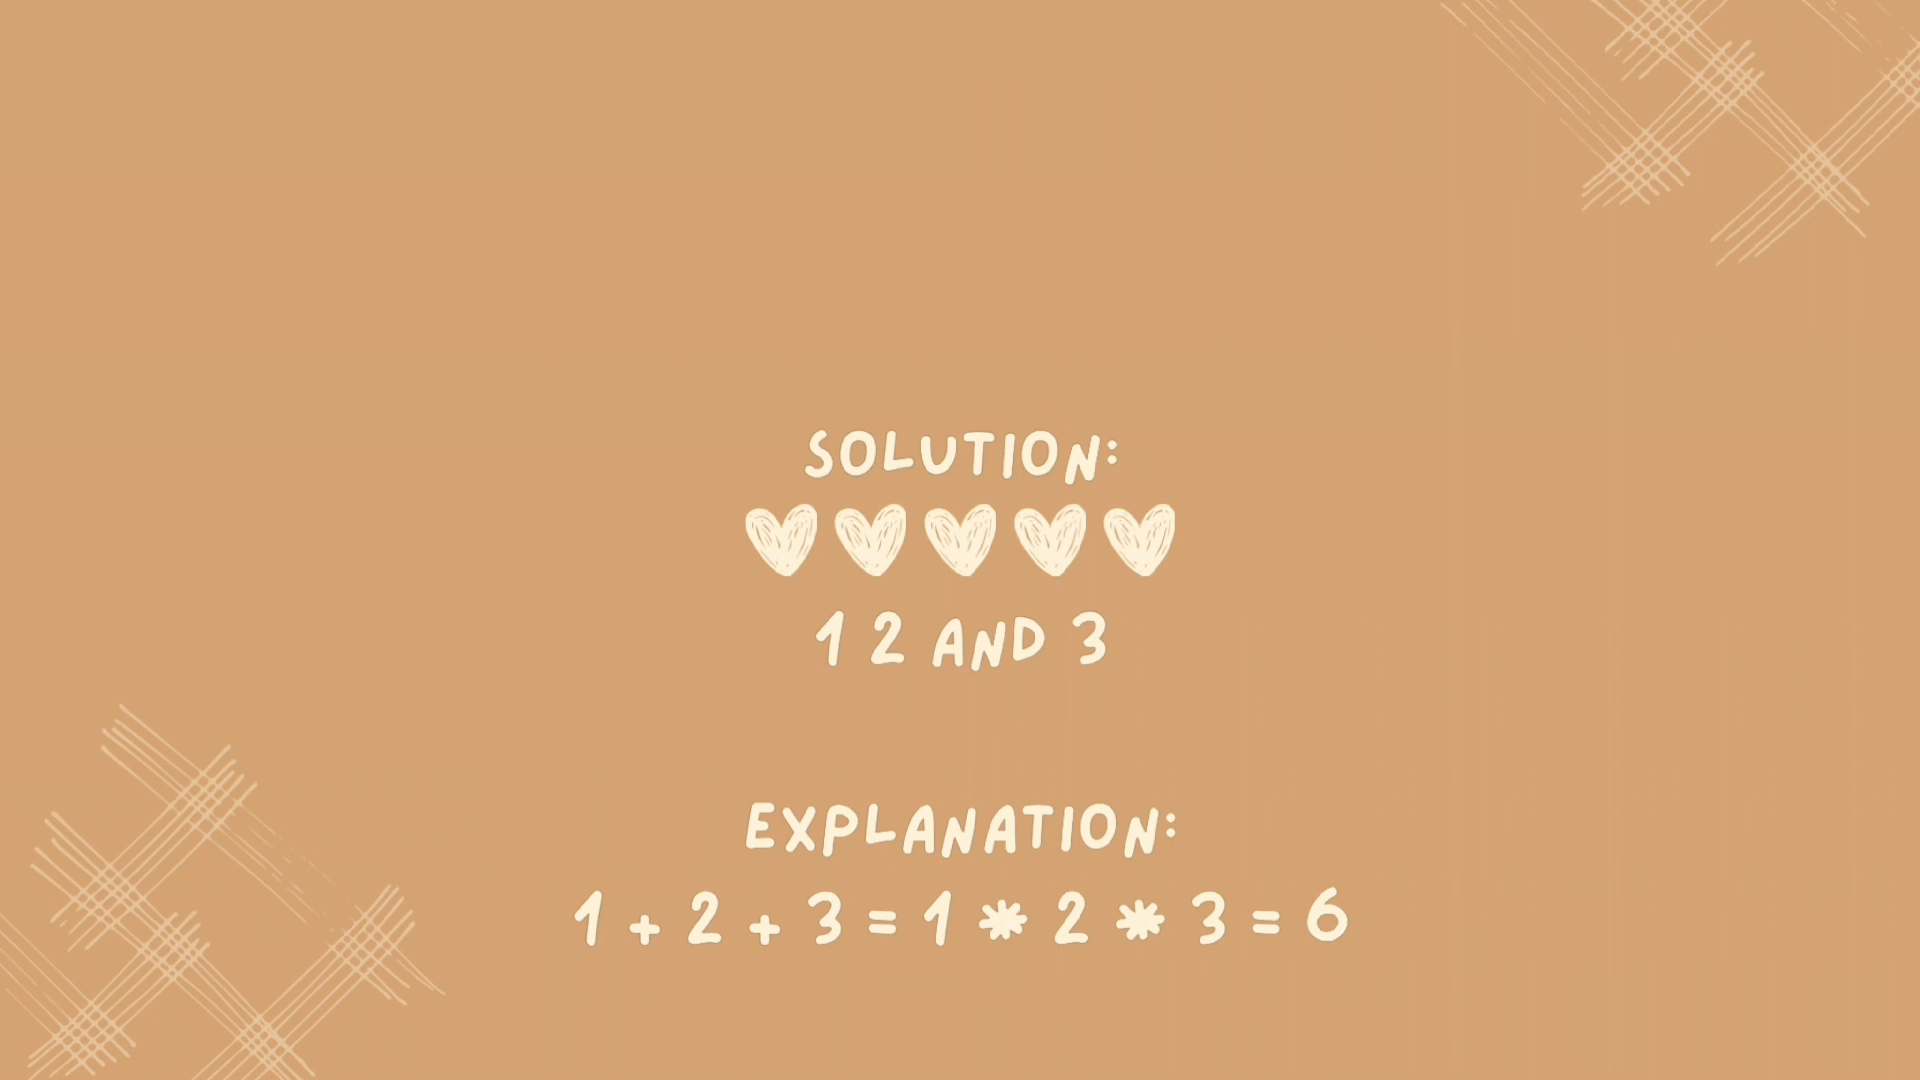 SOLUTION:
1 2 AND 3
EXPLANATION:
1 + 2 + 3 = 1 * 2 * 3 = 6